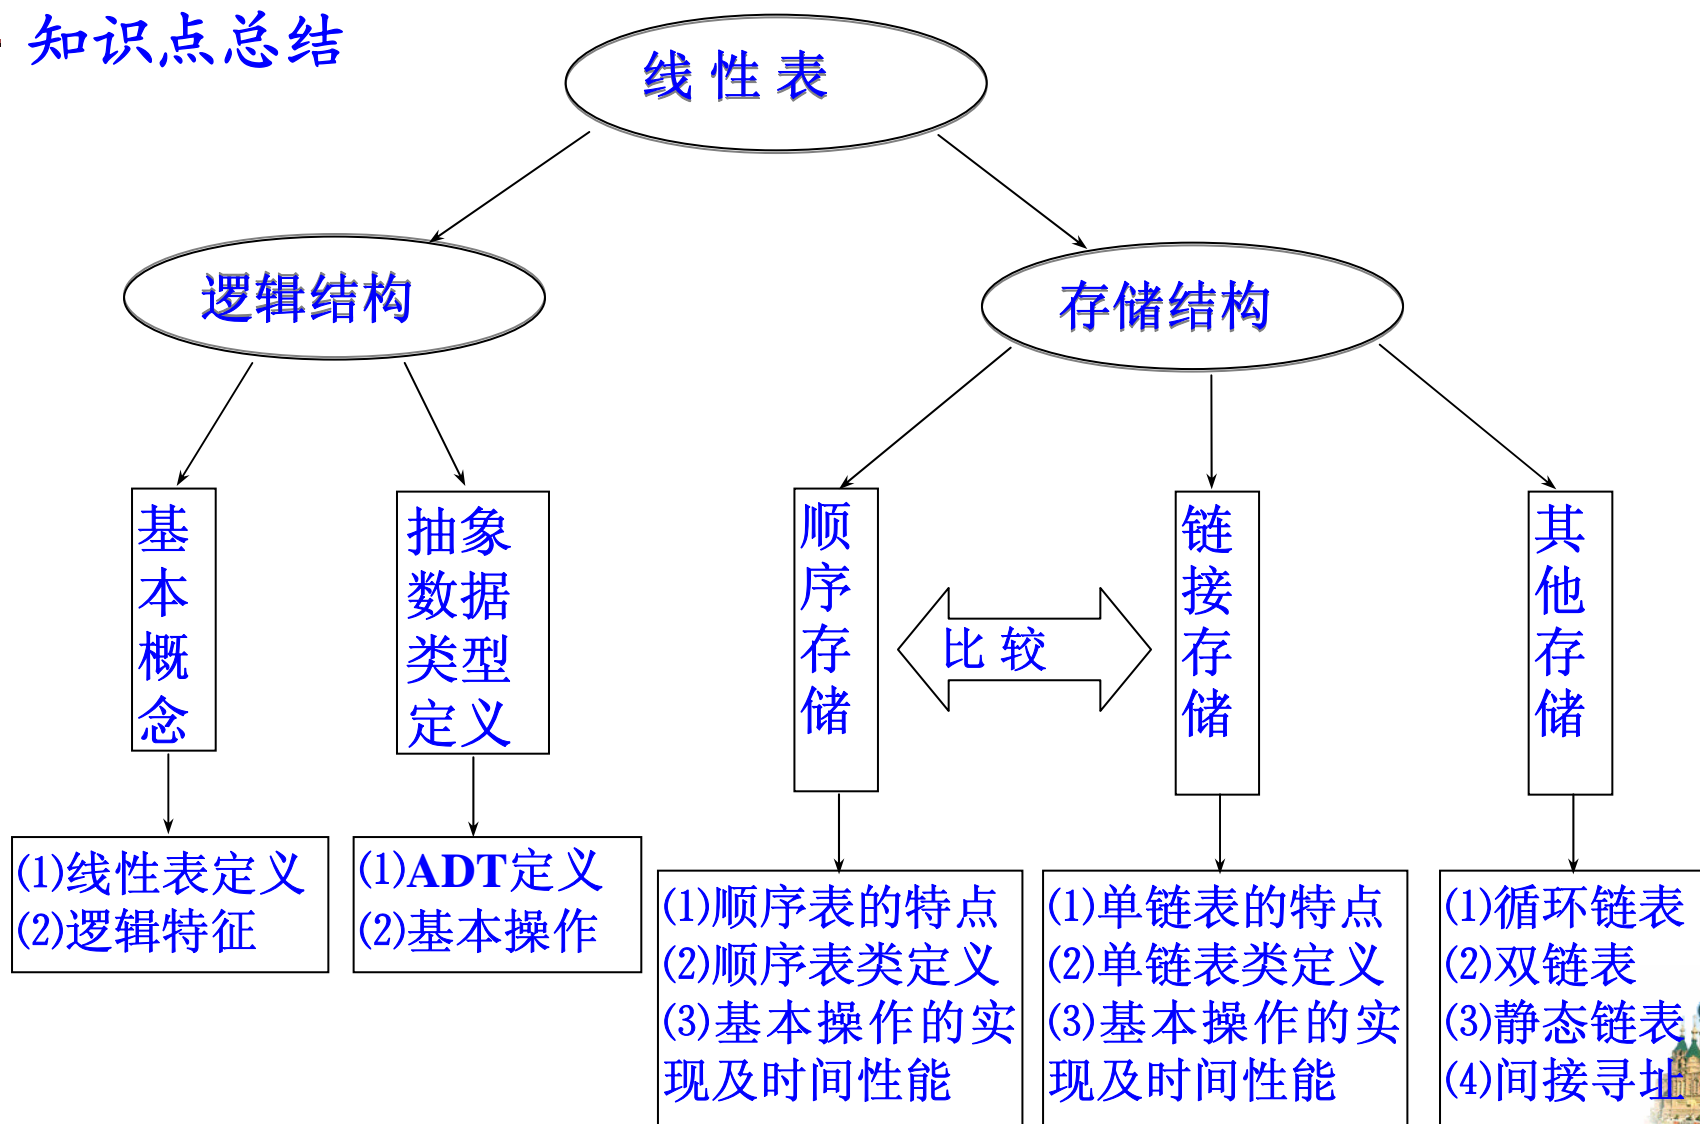 知识点总结
线 性 表
逻辑结构
存储结构
基
本
概
念
抽象
数据
类型
定义
顺
序
存
储
比 较
链
接
存
储
其
他
存
储
⑴线性表定义
⑵逻辑特征
⑴ADT定义
⑵基本操作
⑴顺序表的特点
⑵顺序表类定义
⑶基本操作的实
现及时间性能
⑴单链表的特点
⑵单链表类定义
⑶基本操作的实
现及时间性能
⑴循环链表
⑵双链表
⑶静态链表
⑷间接寻址